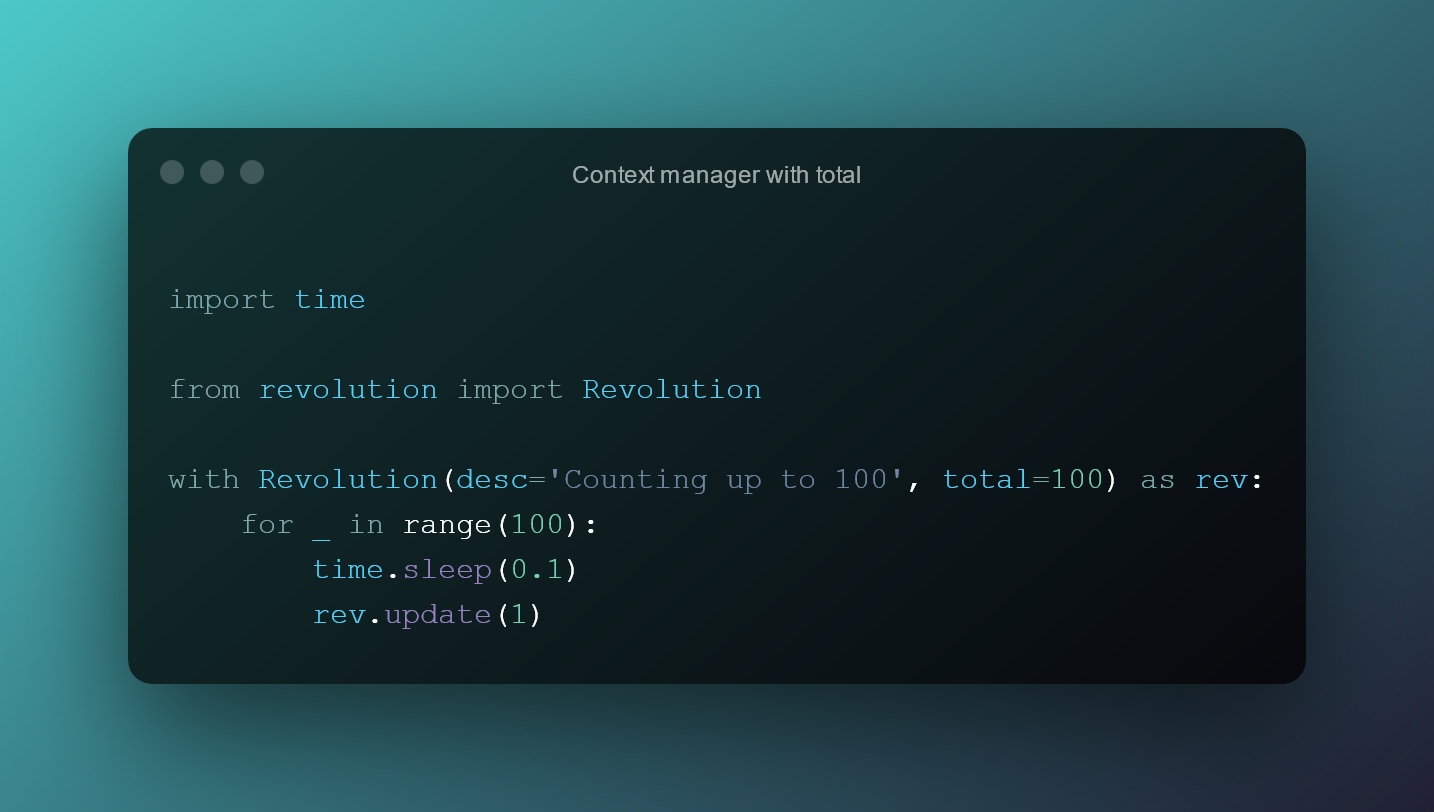 Context manager with total
import time
from revolution import Revolution
with Revolution(desc='Counting up to 100', total=100) as rev:
    for _ in range(100):
        time.sleep(0.1)
        rev.update(1)